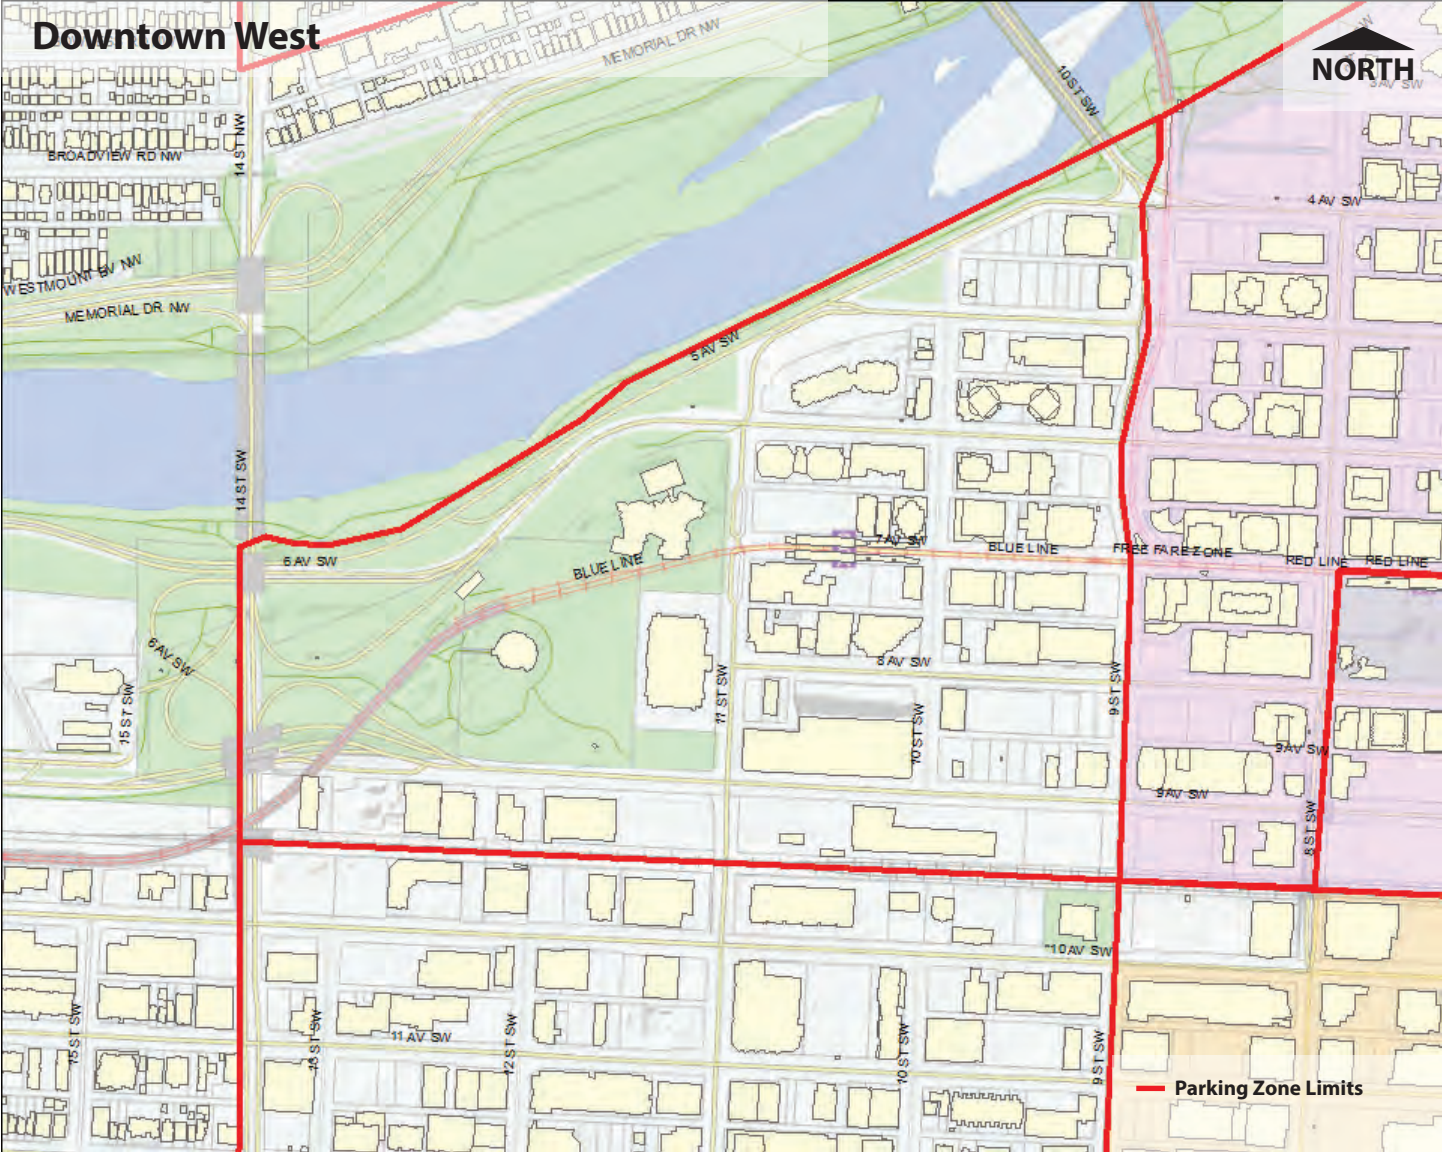 Downtown West
NORTH
MEMORIAL DR NW
10 ST SW
3 AV SW
14 ST NW
BROADVIEW RD NW
4 AV SW
WESTMOUNT BV NW
MEMORIAL DR NW
5 AV SW
14 ST SW
7 AV SW
BLUE LINE
FREE FARE ZONE
RED LINE
RED LINE
6 AV SW
BLUE LINE
6 AV SW
8 AV SW
9 ST SW
11 ST SW
15 ST SW
10 ST SW
9 AV SW
9 AV SW
8 ST SW
10 AV SW
15 ST SW
13 ST SW
11 AV SW
12 ST SW
10 ST SW
9 ST SW
Parking Zone Limits